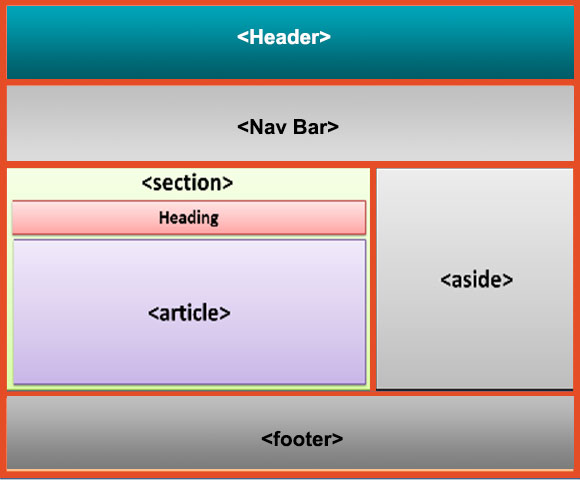 <Header>
<Nav Bar>
<section>
Heading
<article>
<aside>
<footer>